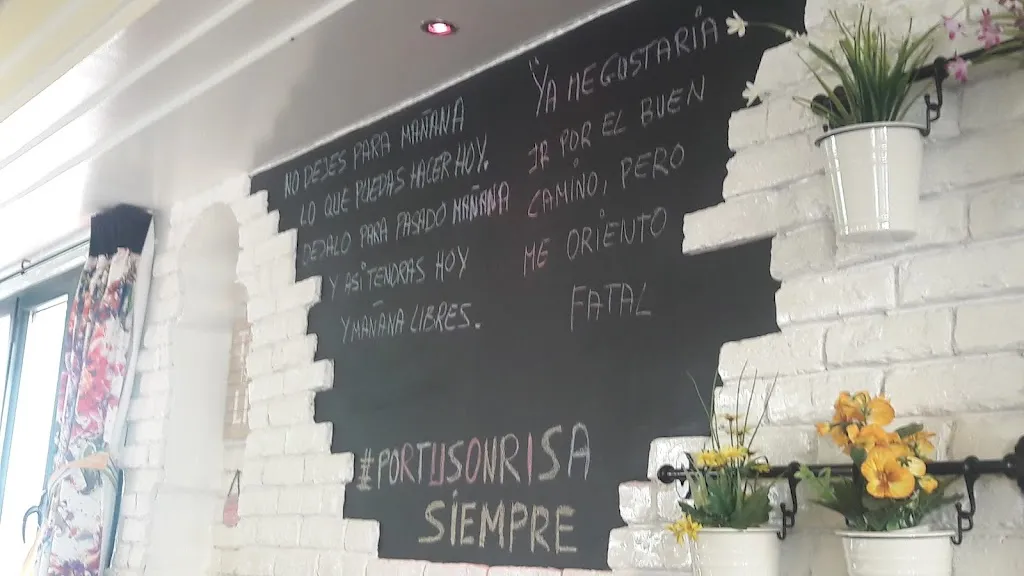 NO DEJES PARA MAÑANA
LO QUE PUEDAS HACER HOY.
DEJALO PARA PASADO MAÑANA
Y ASÍ TENDRAS HOY
Y MAÑANA LIBRES.
YA ME GUSTARÍA
IR POR EL BUEN
CAMINO, PERO
ME ORIENTO
FATAL
#PORTUSONRISA
SIEMPRE